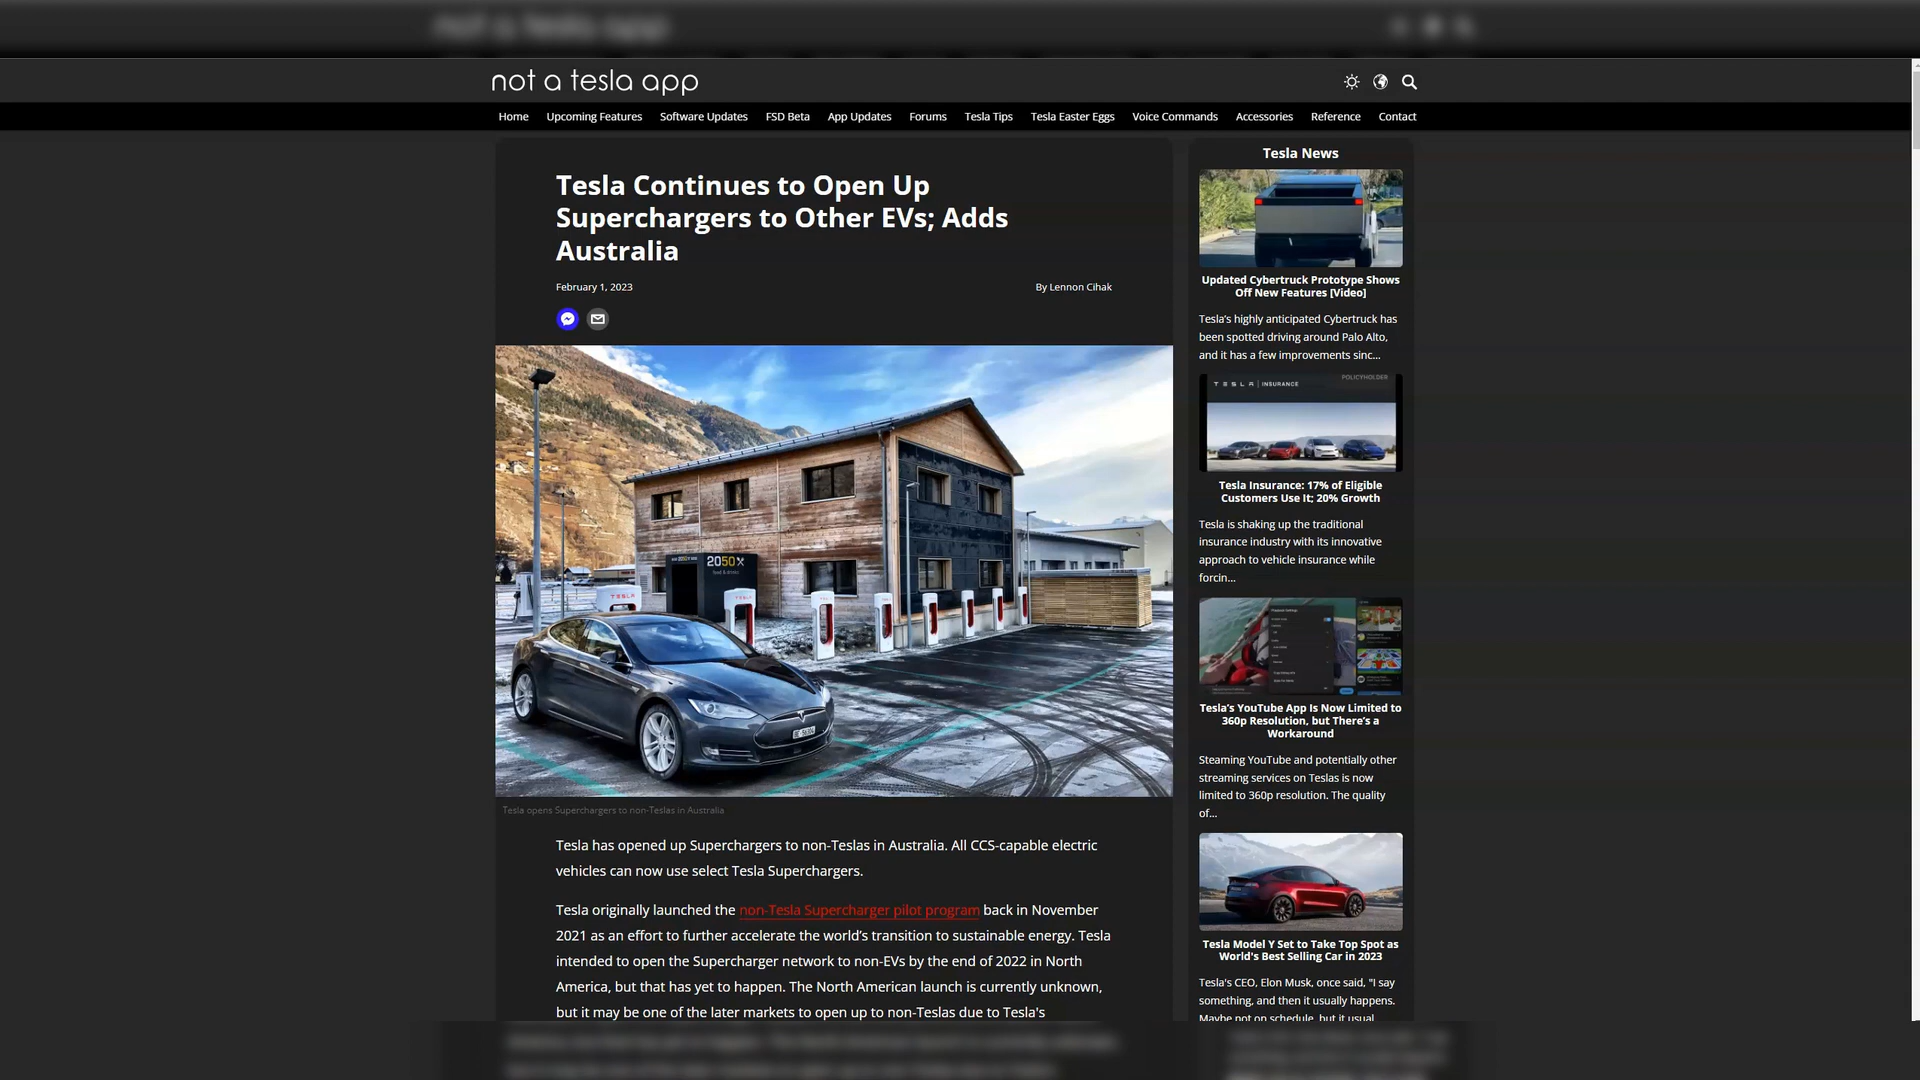 not a tesla app
Home Upcoming Features Software Updates FSD Beta App Updates Forums Tesla Tips Tesla Easter Eggs Voice Commands Accessories Reference Contact
Tesla Continues to Open Up
Superchargers to Other EVs; Adds
Australia
February 1, 2023 By Lennon Cihak
2050
TESLA
TESLA
Tesla opens Superchargers to non-Teslas in Australia
Tesla has opened up Superchargers to non-Teslas in Australia. All CCS-capable electric
vehicles can now use select Tesla Superchargers.
Tesla originally launched the non-Tesla Supercharger pilot program back in November
2021 as an effort to further accelerate the world’s transition to sustainable energy. Tesla
intended to open the Supercharger network to non-EVs by the end of 2022 in North
America, but that has yet to happen. The North American launch is currently unknown,
but it may be one of the later markets to open up to non-Teslas due to Tesla's
Tesla News
Updated Cybertruck Prototype Shows
Off New Features [Video]
Tesla’s highly anticipated Cybertruck has
been spotted driving around Palo Alto,
and it has a few improvements sinc...
TESLA | INSURANCE POLICYHOLDER
Tesla Insurance: 17% of Eligible
Customers Use It; 20% Growth
Tesla is shaking up the traditional
insurance industry with its innovative
approach to vehicle insurance while
forcin...
Tesla’s YouTube App Is Now Limited to
360p Resolution, but There’s a
Workaround
Steaming YouTube and potentially other
streaming services on Teslas is now
limited to 360p resolution. The quality
of...
Tesla Model Y Set to Take Top Spot as
World's Best Selling Car in 2023
Tesla's CEO, Elon Musk, once said, "I say
something, and then it usually happens.
Maybe not on schedule, but it usual